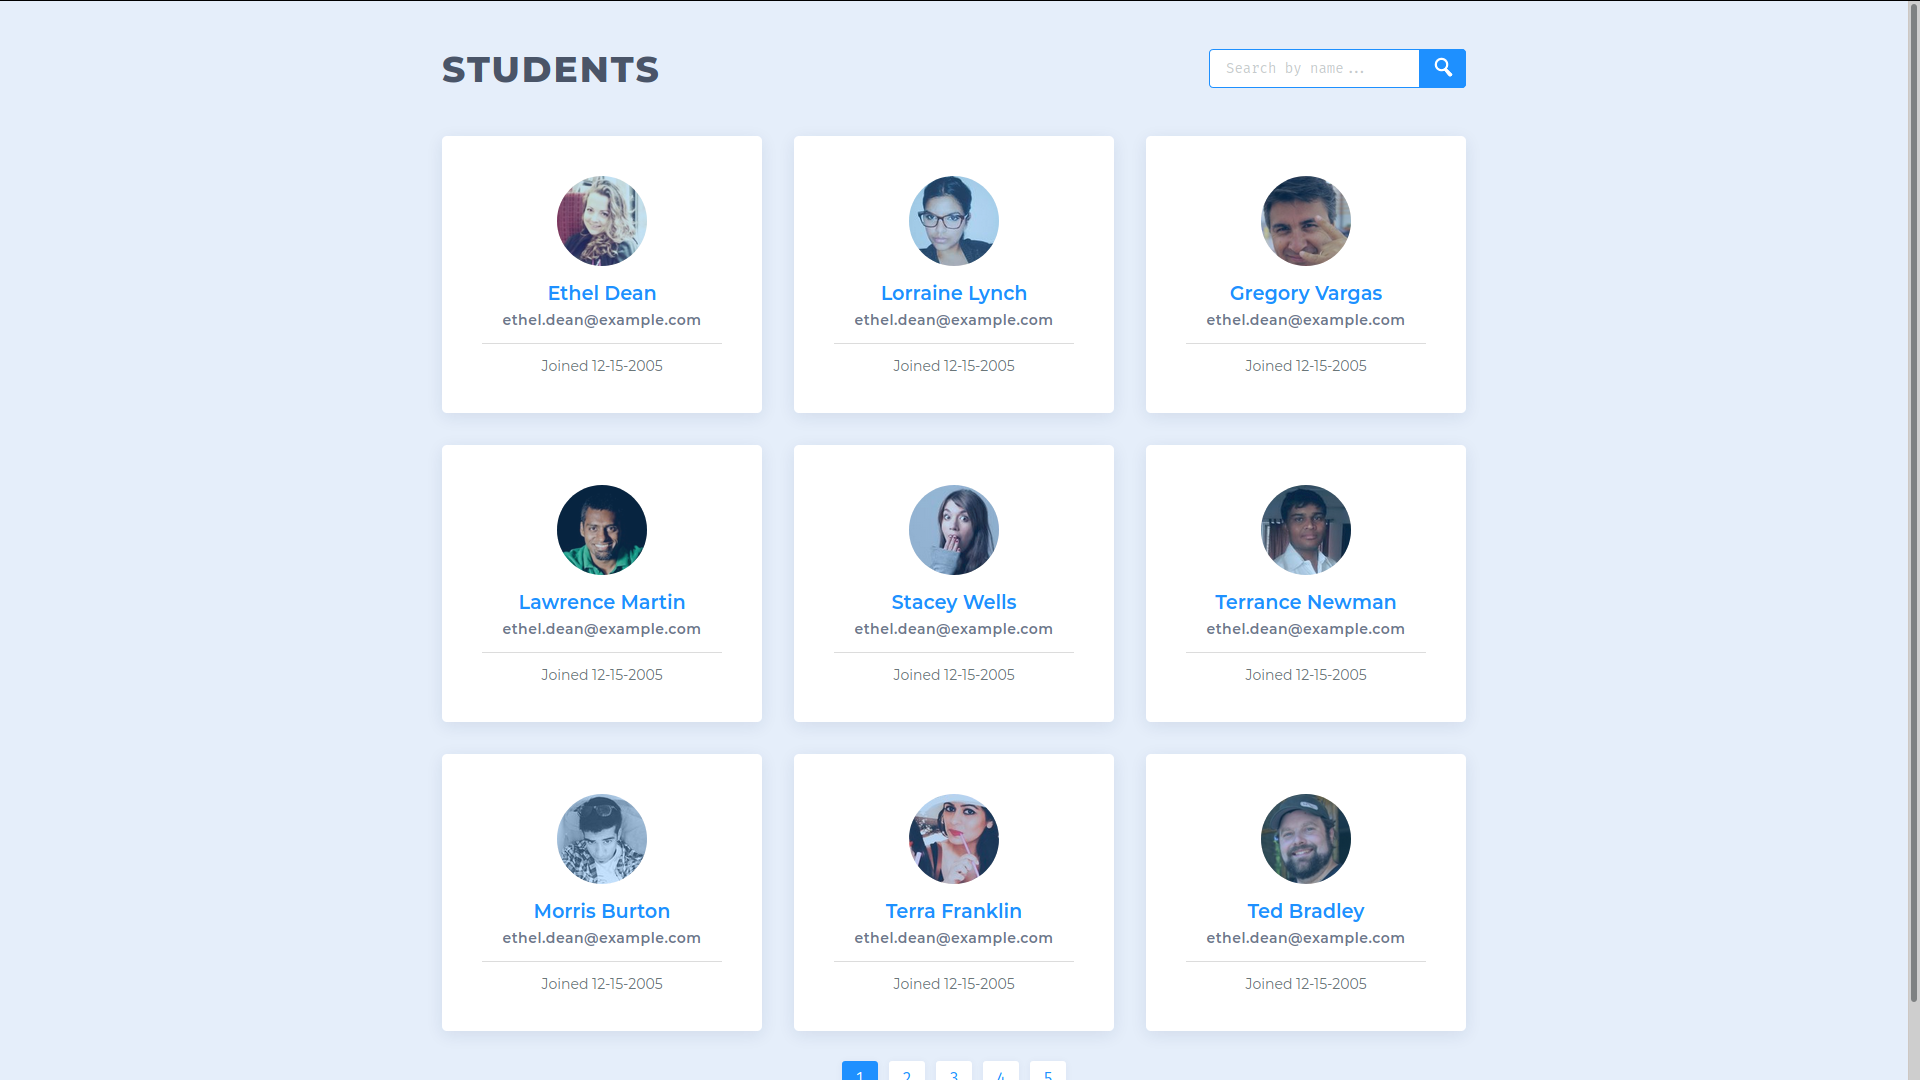 STUDENTS
Search by name...
Ethel Dean
ethel.dean@example.com
Joined 12-15-2005
Lorraine Lynch
ethel.dean@example.com
Joined 12-15-2005
Gregory Vargas
ethel.dean@example.com
Joined 12-15-2005
Lawrence Martin
ethel.dean@example.com
Joined 12-15-2005
Stacey Wells
ethel.dean@example.com
Joined 12-15-2005
Terrance Newman
ethel.dean@example.com
Joined 12-15-2005
Morris Burton
ethel.dean@example.com
Joined 12-15-2005
Terra Franklin
ethel.dean@example.com
Joined 12-15-2005
Ted Bradley
ethel.dean@example.com
Joined 12-15-2005
1 2 3 4 5